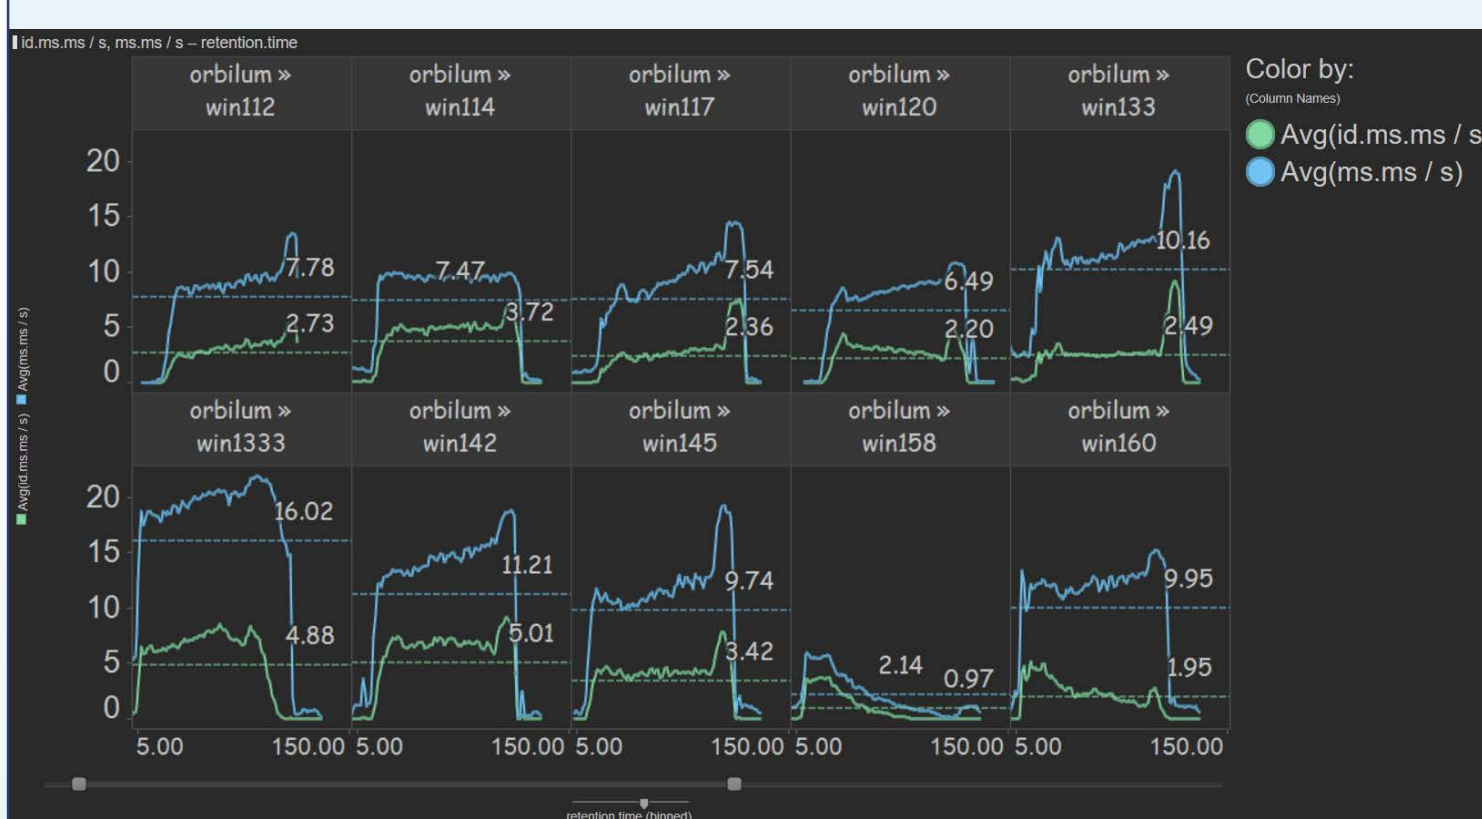 id.ms.ms / s, ms.ms / s – retention.time
orbilum » orbilum » orbilum » orbilum » orbilum »
win112 win114 win117 win120 win133
Color by:
(Column Names)
Avg(id.ms.ms / s
Avg(ms.ms / s)
20
15
10
5
0
7.78
2.73
7.47
3.72
7.54
2.36
6.49
2.20
10.16
2.49
Avg(id.ms.ms / s) Avg(ms.ms / s)
orbilum » orbilum » orbilum » orbilum » orbilum »
win1333 win142 win145 win158 win160
20
15
10
5
0
16.02
4.88
11.21
5.01
9.74
3.42
2.14
0.97
9.95
1.95
5.00 150.00 5.00 150.00 5.00 150.00 5.00 150.00 5.00 150.00
retention time (binned)